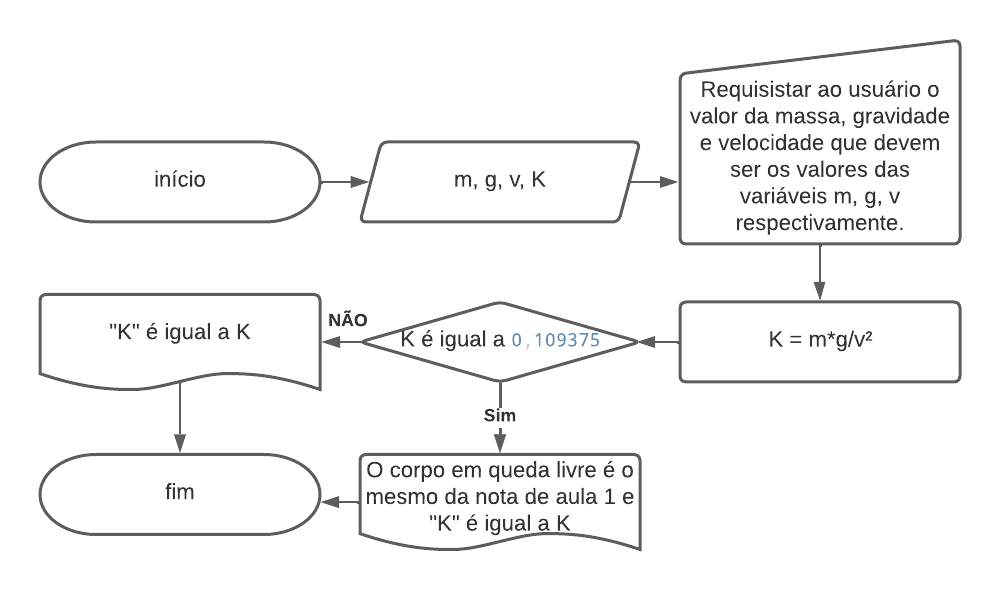 início
m, g, v, K
Requisistar ao usuário o
valor da massa, gravidade
e velocidade que devem
ser os valores das
variáveis m, g, v
respectivamente.
K = m*g/v²
K é igual a 0,109375
NÃO
"K" é igual a K
Sim
O corpo em queda livre é o
mesmo da nota de aula 1 e
"K" é igual a K
fim